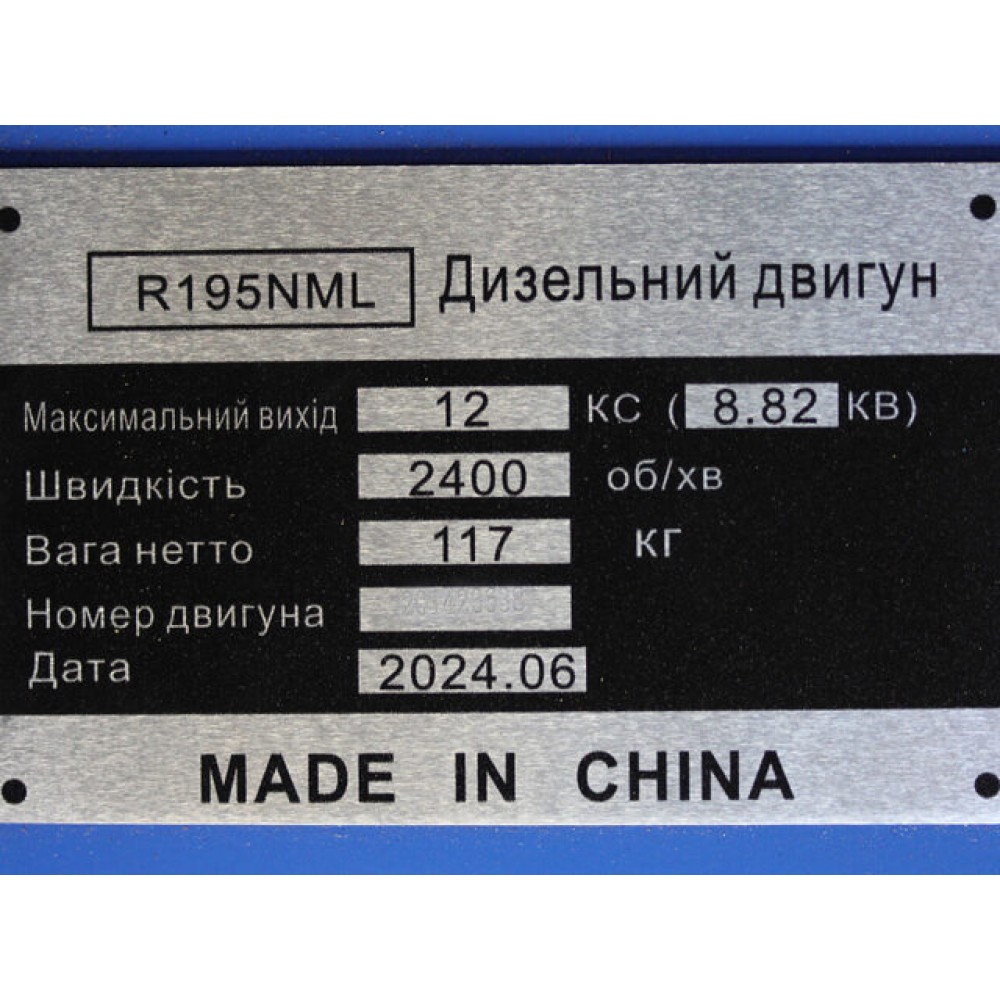 R195NML Дизельний двигун
Максимальний вихід 12 КС ( 8.82 КВ)
Швидкість 2400 об/хв
Вага нетто 117 кг
Номер двигуна
Дата 2024.06
MADE IN CHINA